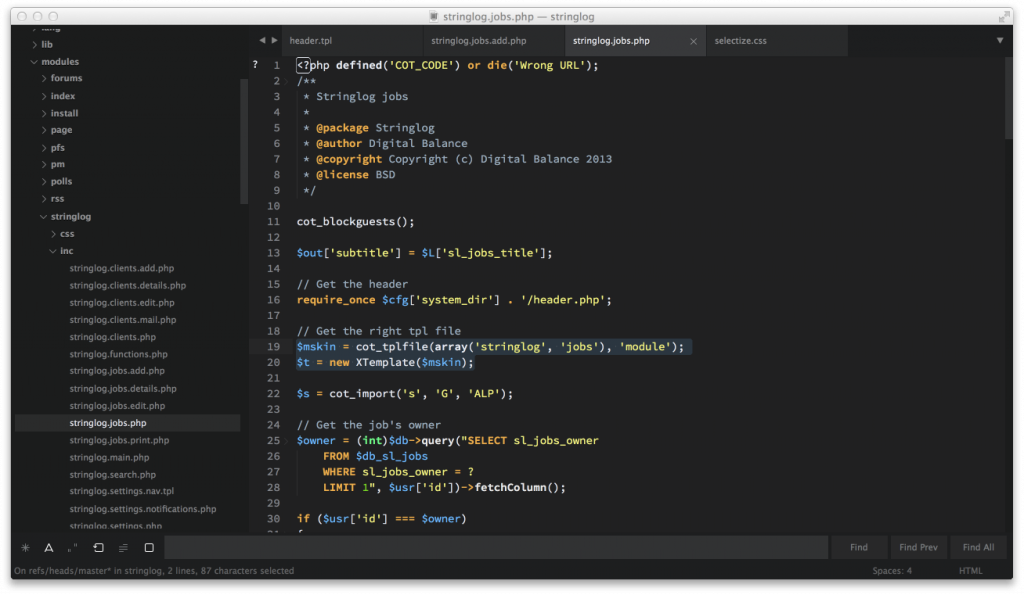 stringlog.jobs.php — stringlog
lang
lib
modules
forums
index
install
page
pfs
pm
polls
rss
stringlog
css
inc
stringlog.clients.add.php
stringlog.clients.details.php
stringlog.clients.edit.php
stringlog.clients.mail.php
stringlog.clients.php
stringlog.functions.php
stringlog.jobs.add.php
stringlog.jobs.details.php
stringlog.jobs.edit.php
stringlog.jobs.php
stringlog.jobs.print.php
stringlog.main.php
stringlog.search.php
stringlog.settings.nav.tpl
stringlog.settings.notifications.php
stringlog.settings.php
header.tpl
stringlog.jobs.add.php
stringlog.jobs.php
selectize.css
? 1 <?php defined('COT_CODE') or die('Wrong URL');
2 /**
3 * Stringlog jobs
4 *
5 * @package Stringlog
6 * @author Digital Balance
7 * @copyright Copyright (c) Digital Balance 2013
8 * @license BSD
9 */
10
11 cot_blockguests();
12
13 $out['subtitle'] = $L['sl_jobs_title'];
14
15 // Get the header
16 require_once $cfg['system_dir'] . '/header.php';
17
18 // Get the right tpl file
19 $mskin = cot_tplfile(array('stringlog', 'jobs'), 'module');
20 $t = new XTemplate($mskin);
21
22 $s = cot_import('s', 'G', 'ALP');
23
24 // Get the job's owner
25 $owner = (int)$db->query("SELECT sl_jobs_owner
26 FROM $db_sl_jobs
27 WHERE sl_jobs_owner = ?
28 LIMIT 1", $usr['id'])->fetchColumn();
29
30 if ($usr['id'] === $owner)
31 {
Find
Find Prev
Find All
On refs/heads/master* in stringlog, 2 lines, 87 characters selected
Spaces: 4
HTML